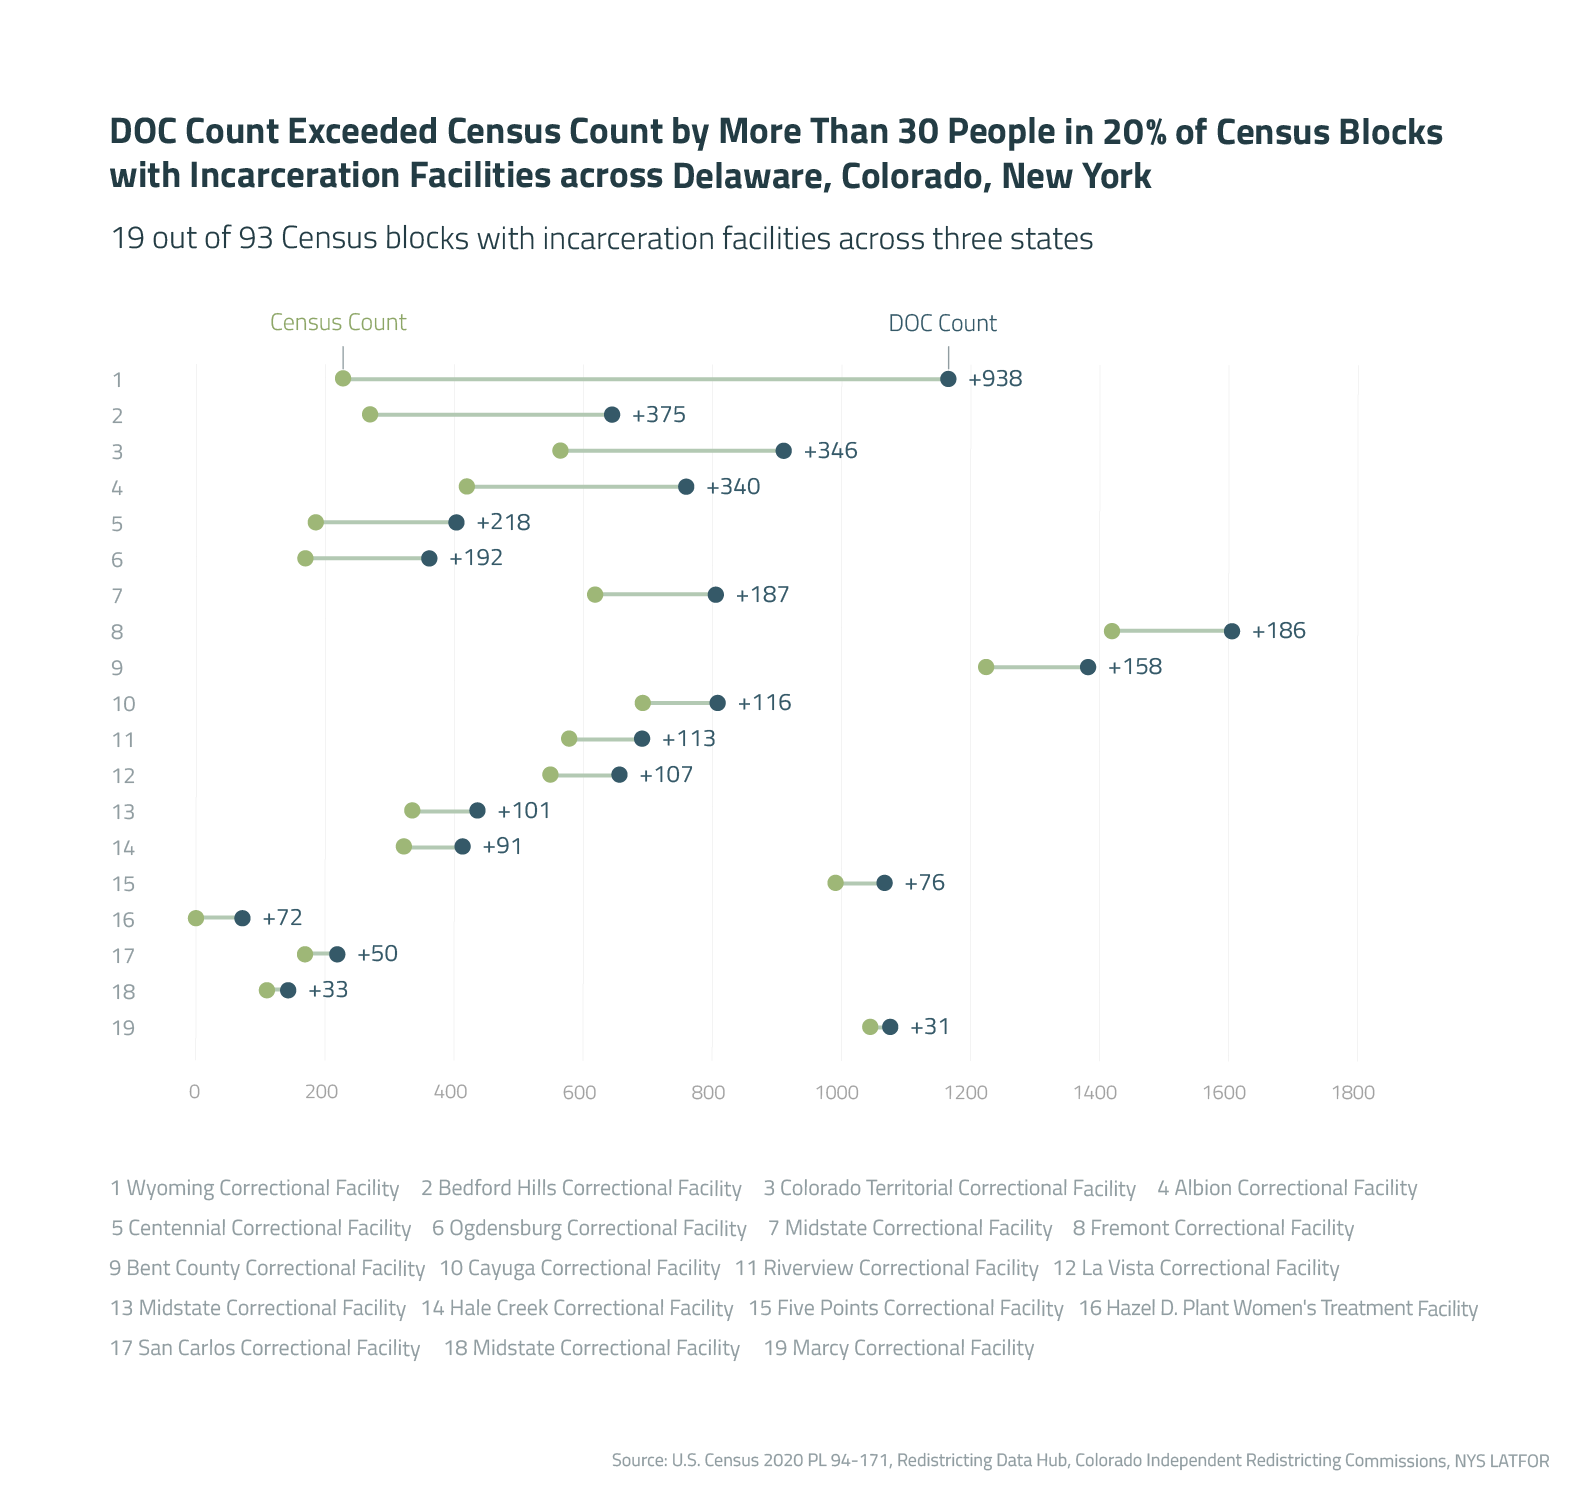 DOC Count Exceeded Census Count by More Than 30 People in 20% of Census Blocks
with Incarceration Facilities across Delaware, Colorado, New York
19 out of 93 Census blocks with incarceration facilities across three states
Census Count DOC Count
1 +938
2 +375
3 +346
4 +340
5 +218
6 +192
7 +187
8 +186
9 +158
10 +116
11 +113
12 +107
13 +101
14 +91
15 +76
16 +72
17 +50
18 +33
19 +31
0 200 400 600 800 1000 1200 1400 1600 1800
1 Wyoming Correctional Facility 2 Bedford Hills Correctional Facility 3 Colorado Territorial Correctional Facility 4 Albion Correctional Facility
5 Centennial Correctional Facility 6 Ogdensburg Correctional Facility 7 Midstate Correctional Facility 8 Fremont Correctional Facility
9 Bent County Correctional Facility 10 Cayuga Correctional Facility 11 Riverview Correctional Facility 12 La Vista Correctional Facility
13 Midstate Correctional Facility 14 Hale Creek Correctional Facility 15 Five Points Correctional Facility 16 Hazel D. Plant Women's Treatment Facility
17 San Carlos Correctional Facility 18 Midstate Correctional Facility 19 Marcy Correctional Facility
Source: U.S. Census 2020 PL 94-171, Redistricting Data Hub, Colorado Independent Redistricting Commissions, NYS LATFOR